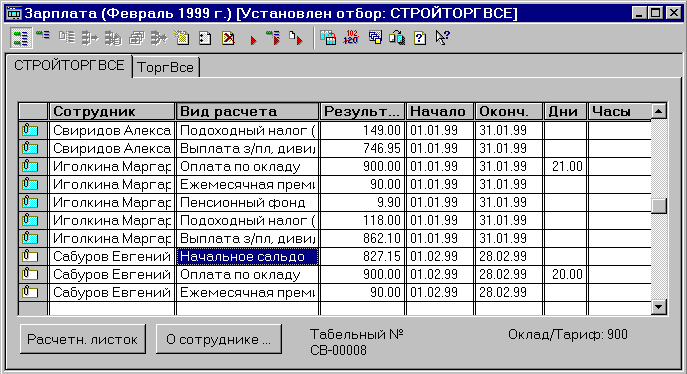 Зарплата (Февраль 1999 г.) [Установлен отбор: СТРОЙТОРГВСЕ]
СТРОЙТОРГВСЕ ТоргВсе
Сотрудник Вид расчета Результ... Начало Оконч. Дни Часы
Свиридов Алекса Подоходный налог ( 149.00 01.01.99 31.01.99
Свиридов Алекса Выплата з/пл, дивид 746.95 01.01.99 31.01.99
Иголкина Маргар Оплата по окладу 900.00 01.01.99 31.01.99 21.00
Иголкина Маргар Ежемесячная преми 90.00 01.01.99 31.01.99
Иголкина Маргар Пенсионный фонд 9.90 01.01.99 31.01.99
Иголкина Маргар Подоходный налог ( 118.00 01.01.99 31.01.99
Иголкина Маргар Выплата з/пл, дивид 862.10 01.01.99 31.01.99
Сабуров Евгений Начальное сальдо 827.15 01.02.99 28.02.99
Сабуров Евгений Оплата по окладу 900.00 01.02.99 28.02.99 20.00
Сабуров Евгений Ежемесячная преми 90.00 01.02.99 28.02.99
Расчетн. листок О сотруднике ... Табельный № Оклад/Тариф: 900
СВ-00008